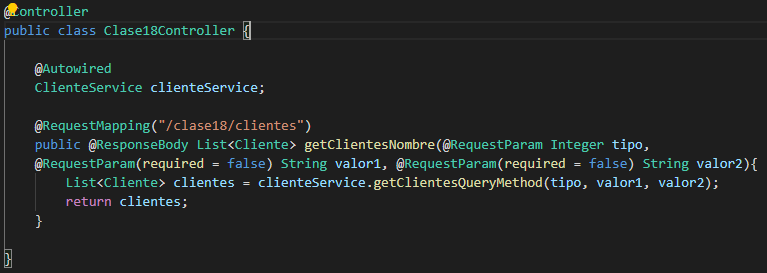 @Controller
public class Clase18Controller {
@Autowired
ClienteService clienteService;
@RequestMapping("/clase18/clientes")
public @ResponseBody List<Cliente> getClientesNombre(@RequestParam Integer tipo,
@RequestParam(required = false) String valor1, @RequestParam(required = false) String valor2){
List<Cliente> clientes = clienteService.getClientesQueryMethod(tipo, valor1, valor2);
return clientes;
}
}